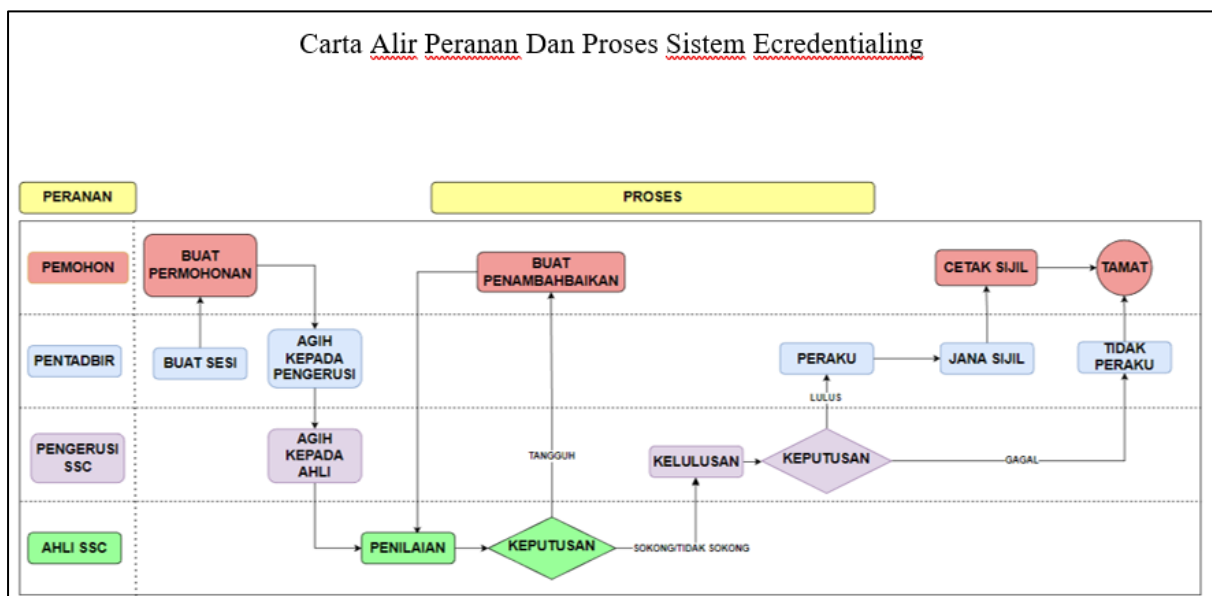 Carta Alir Peranan Dan Proses Sistem Ecredentialing
PERANAN
PROSES
PEMOHON
BUAT
PERMOHONAN
BUAT
PENAMBAHBAIKAN
CETAK SIJIL
TAMAT
PENTADBIR
BUAT SESI
AGIH
KEPADA
PENGERUSI
PERAKU
JANA SIJIL
TIDAK
PERAKU
LULUS
PENGERUSI
SSC
AGIH
KEPADA
AHLI
TANGGUH
KELULUSAN
KEPUTUSAN
GAGAL
AHLI SSC
PENILAIAN
KEPUTUSAN
SOKONG/TIDAK SOKONG